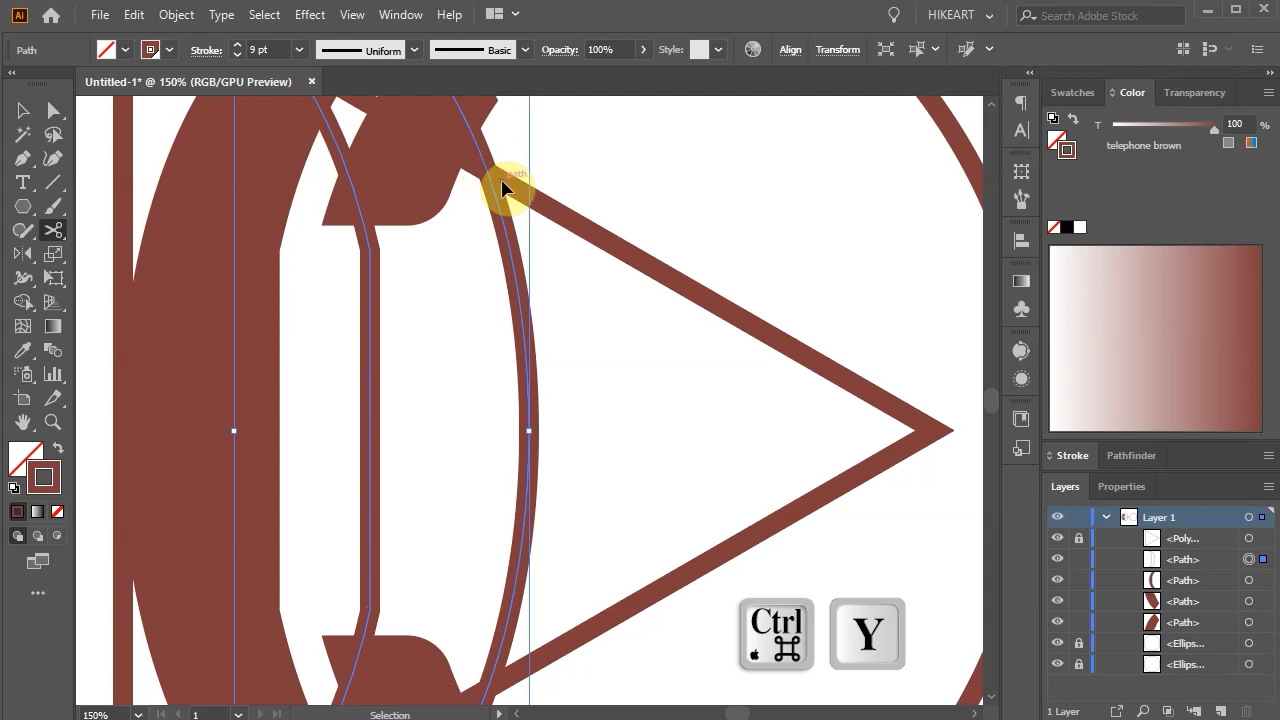 Ai File Edit Object Type Select Effect View Window Help HIKEART Search Adobe Stock
Path Stroke: 9 pt Uniform Basic Opacity: 100% Style: Align Transform
Untitled-1* @ 150% (RGB/GPU Preview)
Swatches Color Transparency
T 100 %
telephone brown
path
Stroke Pathfinder
Layers Properties
Layer 1
<Poly...
<Path>
<Path>
<Path>
<Path>
<Ellips...
<Ellips...
Ctrl Y
150% 1 Selection
1 Layer